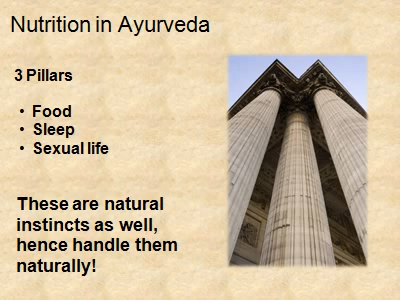 Nutrition in Ayurveda
3 Pillars
• Food
• Sleep
• Sexual life
These are natural
instincts as well,
hence handle them
naturally!